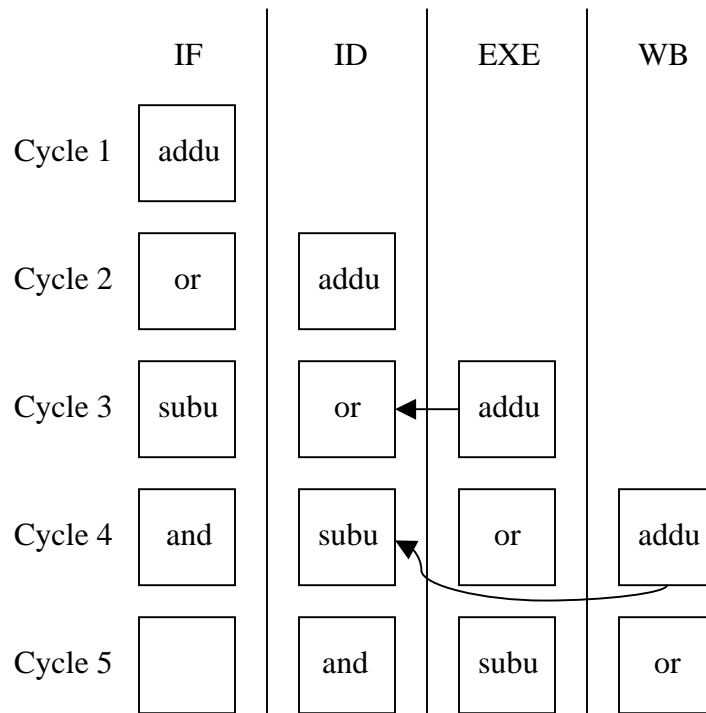 IF ID EXE WB
Cycle 1 addu
Cycle 2 or addu
Cycle 3 subu or addu
Cycle 4 and subu or addu
Cycle 5 and subu or